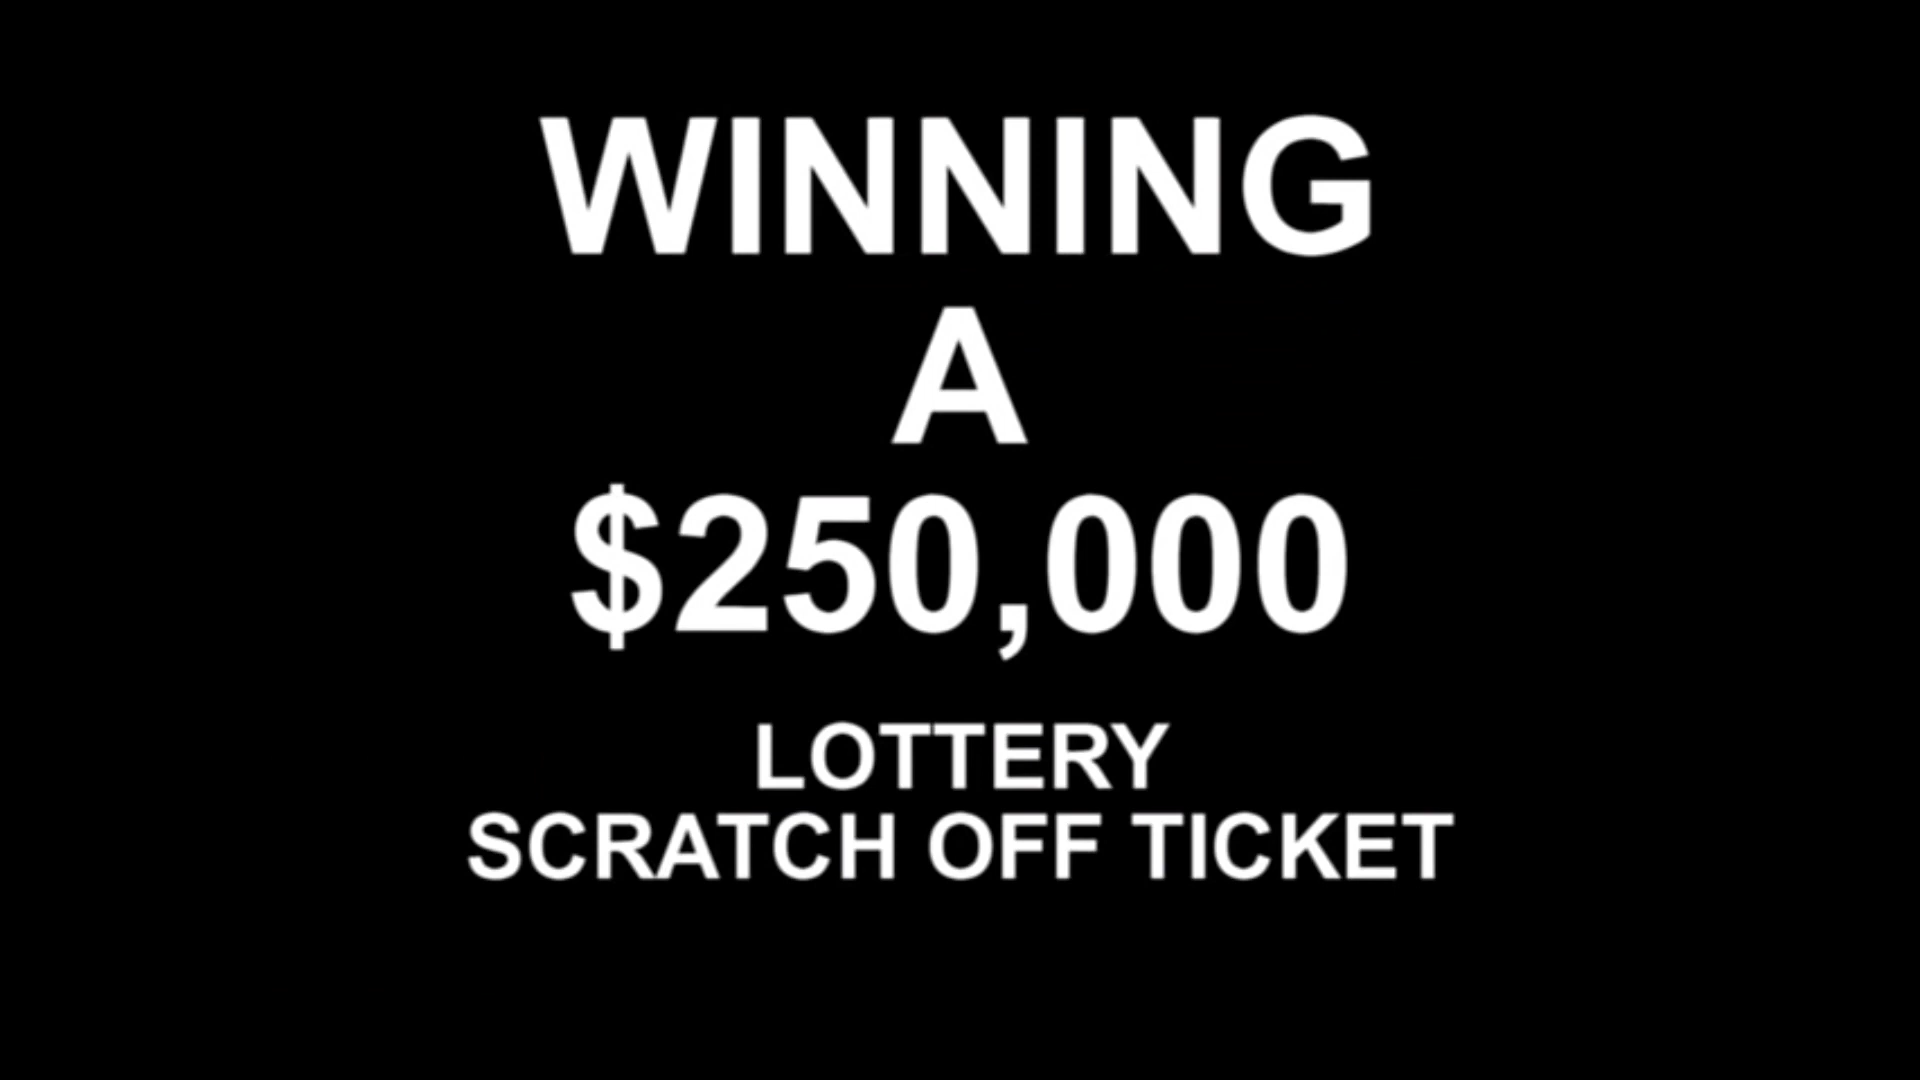 WINNING
A
$250,000
LOTTERY
SCRATCH OFF TICKET